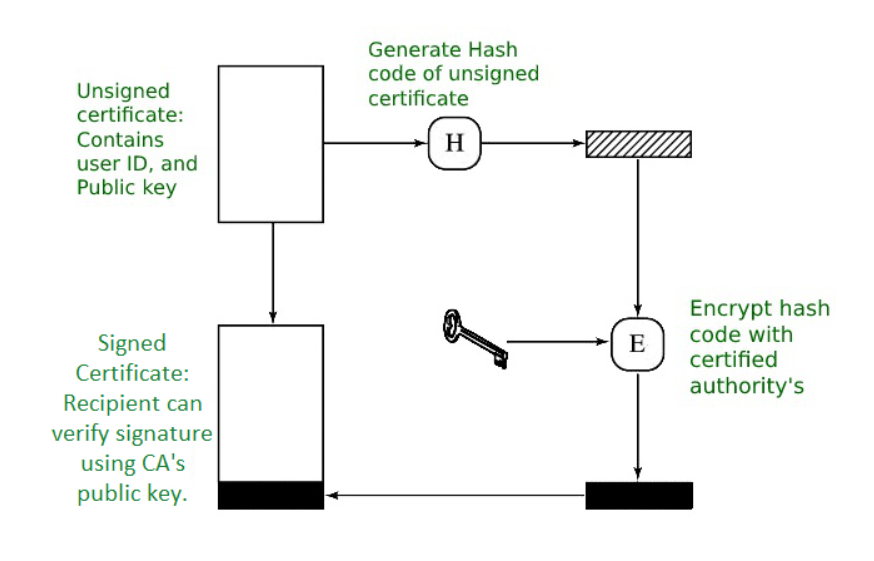 Generate Hash
code of unsigned
certificate
Unsigned
certificate:
Contains
user ID, and
Public key
H
Encrypt hash
code with
certified
authority's
E
Signed
Certificate:
Recipient can
verify signature
using CA's
public key.